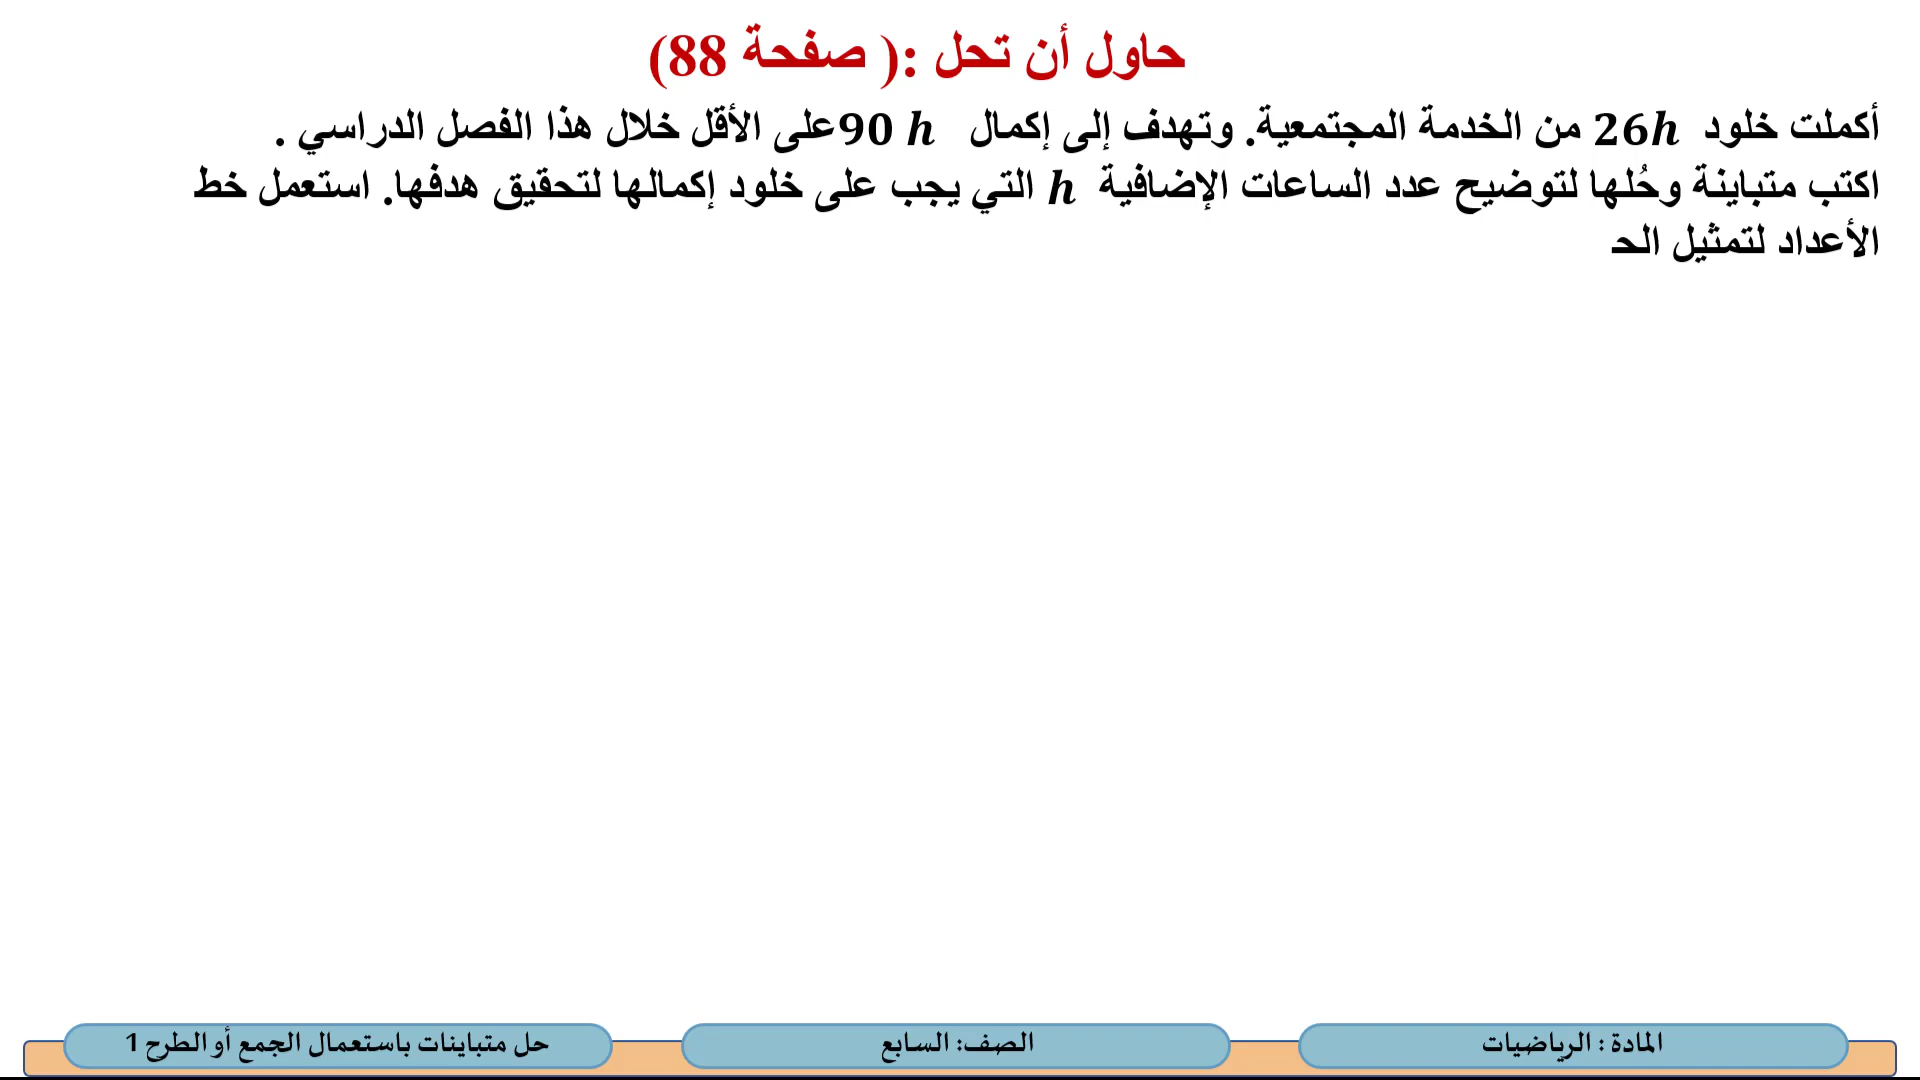 حاول أن تحل :( صفحة 88)
أكملت خلود 26h من الخدمة المجتمعية. وتهدف إلى إكمال 90 h على الأقل خلال هذا الفصل الدراسي .
اكتب متباينة وحُلها لتوضيح عدد الساعات الإضافية h التي يجب على خلود إكمالها لتحقيق هدفها. استعمل خط
الأعداد لتمثيل الحـ
المادة : الرياضيات
الصف: السابع
حل متباينات باستعمال الجمع أو الطرح 1